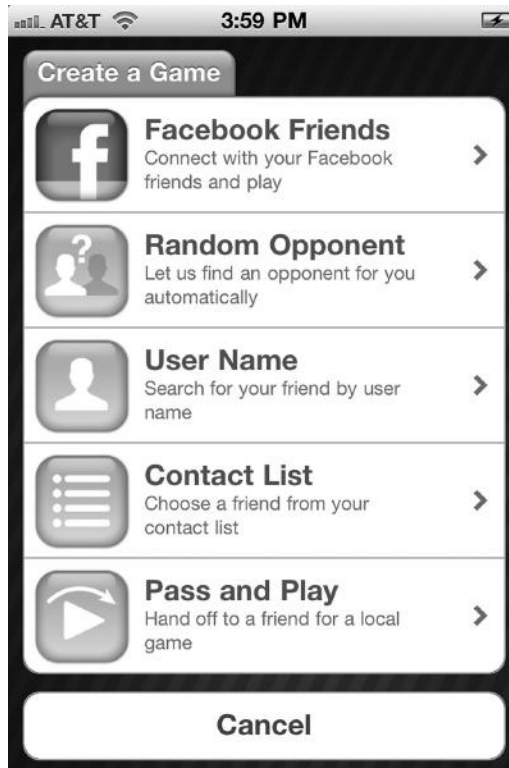 AT&T 3:59 PM
Create a Game
Facebook Friends
Connect with your Facebook
friends and play
Random Opponent
Let us find an opponent for you
automatically
User Name
Search for your friend by user
name
Contact List
Choose a friend from your
contact list
Pass and Play
Hand off to a friend for a local
game
Cancel